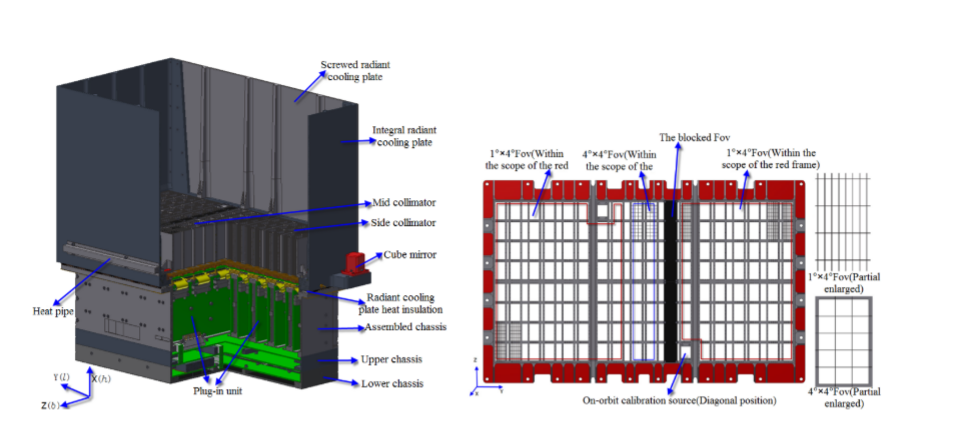 Screwed radiant
cooling plate
Integral radiant
cooling plate
Mid collimator
Side collimator
Cube mirror
Radiant cooling
plate heat insulation
Heat pipe
Assembled chassis
Upper chassis
Lower chassis
Plug-in unit
Y(l)
X(h)
Z(b)
The blocked Fov
1°×4°Fov(Within
the scope of the red
4°×4°Fov(Within
the scope of the
1°×4°Fov(Within the
scope of the red frame)
1°×4°Fov(Partial
enlarged)
4°×4°Fov(Partial
enlarged)
On-orbit calibration source(Diagonal position)
Z
Y